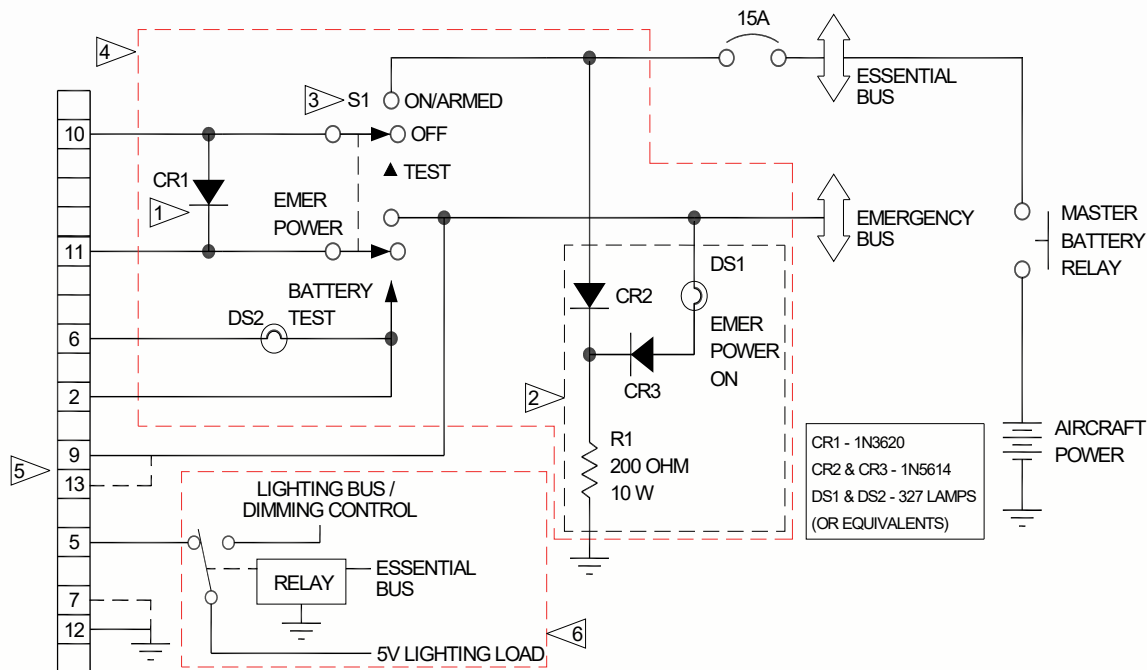 15A
4
ESSENTIAL
BUS
3
S1
ON/ARMED
10
OFF
CR1
TEST
1
EMER
POWER
EMERGENCY
BUS
MASTER
BATTERY
RELAY
11
DS1
CR2
BATTERY
TEST
DS2
EMER
POWER
ON
6
CR3
2
2
R1
200 OHM
10 W
CR1 - 1N3620
CR2 & CR3 - 1N5614
DS1 & DS2 - 327 LAMPS
(OR EQUIVALENTS)
AIRCRAFT
POWER
9
5
13
LIGHTING BUS /
DIMMING CONTROL
5
RELAY
ESSENTIAL
BUS
7
12
6
5V LIGHTING LOAD